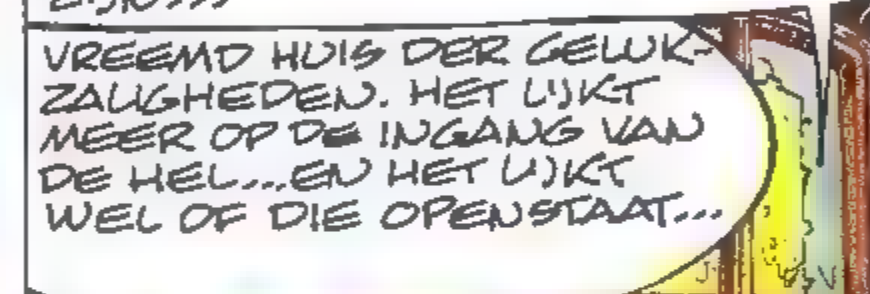 VREEMD HUIS DER GELUK-
ZALIGHEDEN. HET LIJKT
MEER OP DE INGANG VAN
DE HEL...EN HET LIJKT
WEL OF DIE OPENSTAAT...